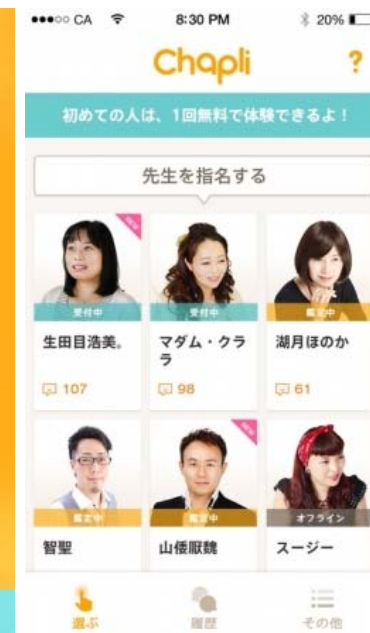 CA 8:30 PM 20%
Chapli ?
初めての人は、1回無料で体験できるよ！
先生を指名する
NEW
受付中 受付中 鑑定中
生田目浩美。 マダム・クラ 湖月ほのか
ラ
107 98 61
NEW
鑑定中 鑑定中 オフライン
智聖 山倭厭魏 スージー
選ぶ 履歴 その他